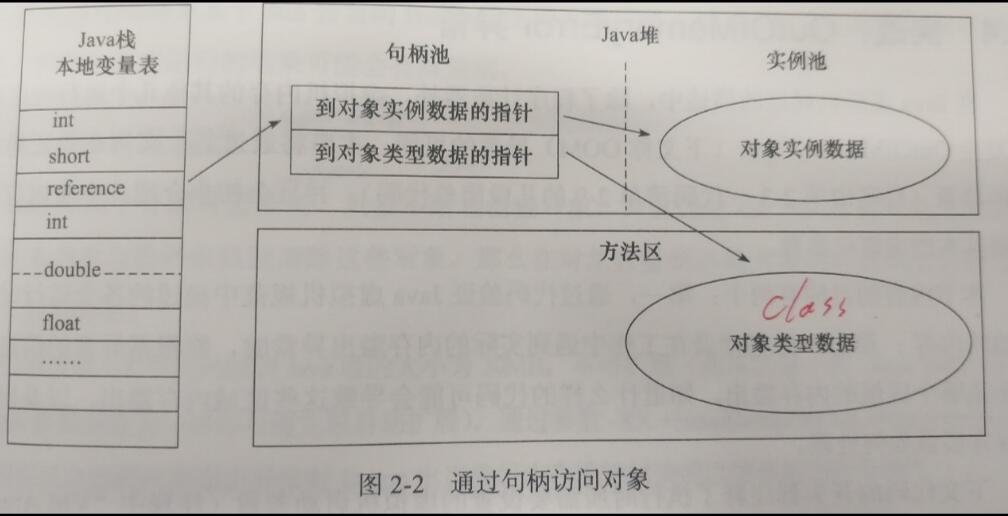 Java栈
本地变量表
int
short
reference
int
double
float
……
Java堆
句柄池
实例池
到对象实例数据的指针
到对象类型数据的指针
对象实例数据
方法区
class
对象类型数据
图 2-2 通过句柄访问对象